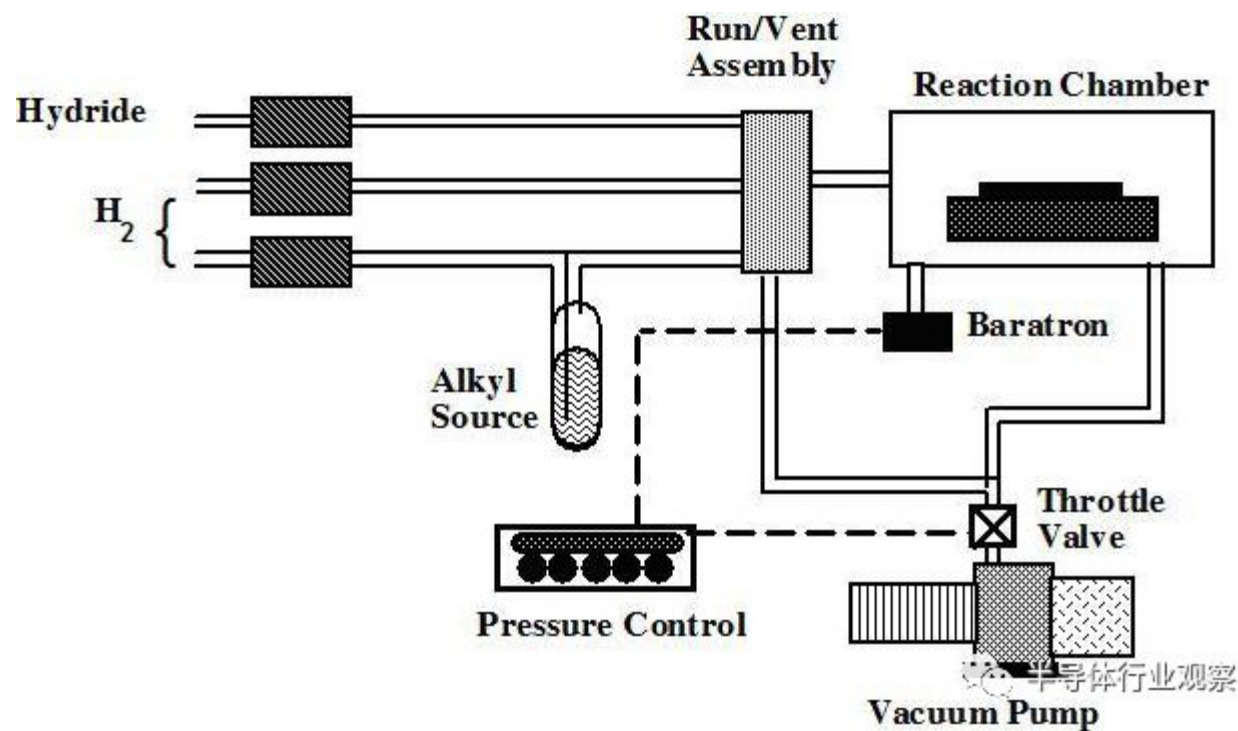 Run/Vent
Assembly
Reaction Chamber
Hydride
H2
Baratron
Alkyl
Source
Throttle
Valve
Pressure Control
半导体行业观察
Vacuum Pump